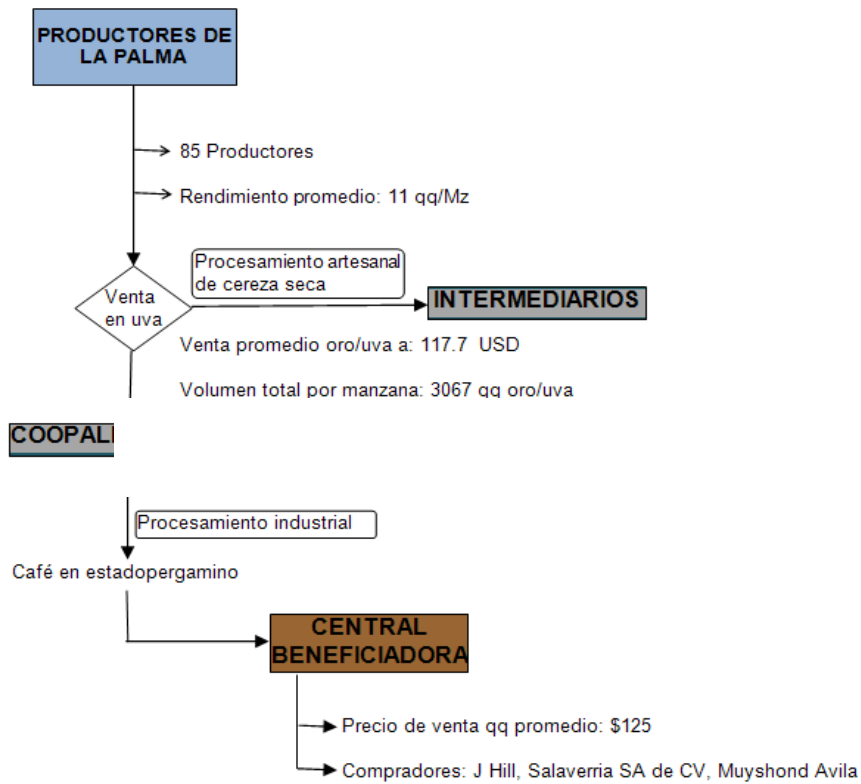 PRODUCTORES DE
LA PALMA
85 Productores
Rendimiento promedio: 11 qq/Mz
Procesamiento artesanal
de cereza seca
Venta
en uva
INTERMEDIARIOS
Venta promedio oro/uva a: 117.7 USD
Volumen total por manzana: 3067 qq oro/uva
Procesamiento industrial
Café en estadopergamino
CENTRAL
BENEFICIADORA
Precio de venta qq promedio: $125
Compradores: J Hill, Salaverria SA de CV, Muyshond Avila